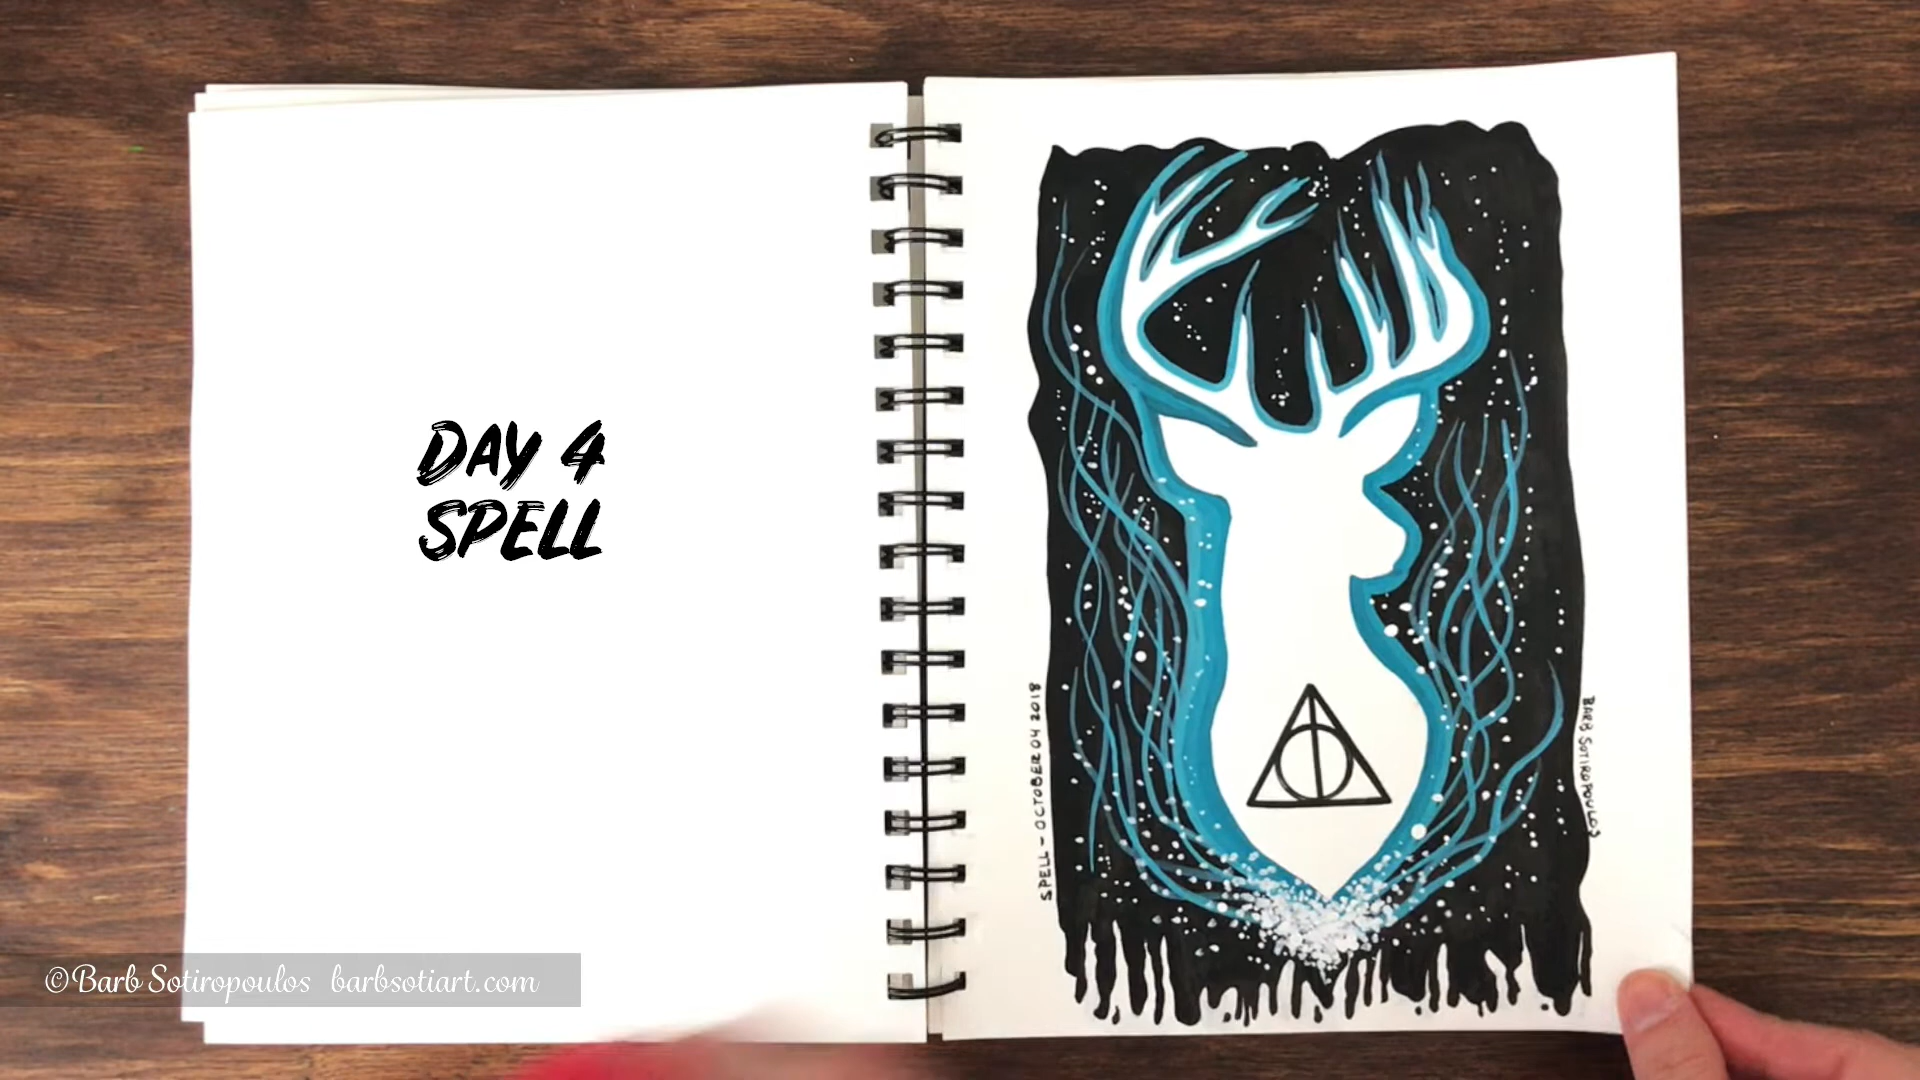 DAY 4
SPELL
SPELL - OCTOBER 04 2018
BARB SOTIROPOULOS
©Barb Sotiropoulos barbsotiart.com